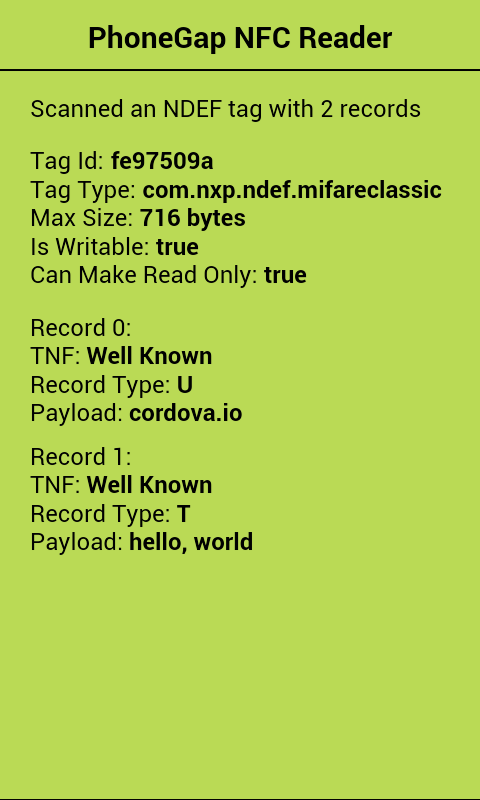 PhoneGap NFC Reader
Scanned an NDEF tag with 2 records
Tag Id: fe97509a
Tag Type: com.nxp.ndef.mifareclassic
Max Size: 716 bytes
Is Writable: true
Can Make Read Only: true
Record 0:
TNF: Well Known
Record Type: U
Payload: cordova.io
Record 1:
TNF: Well Known
Record Type: T
Payload: hello, world